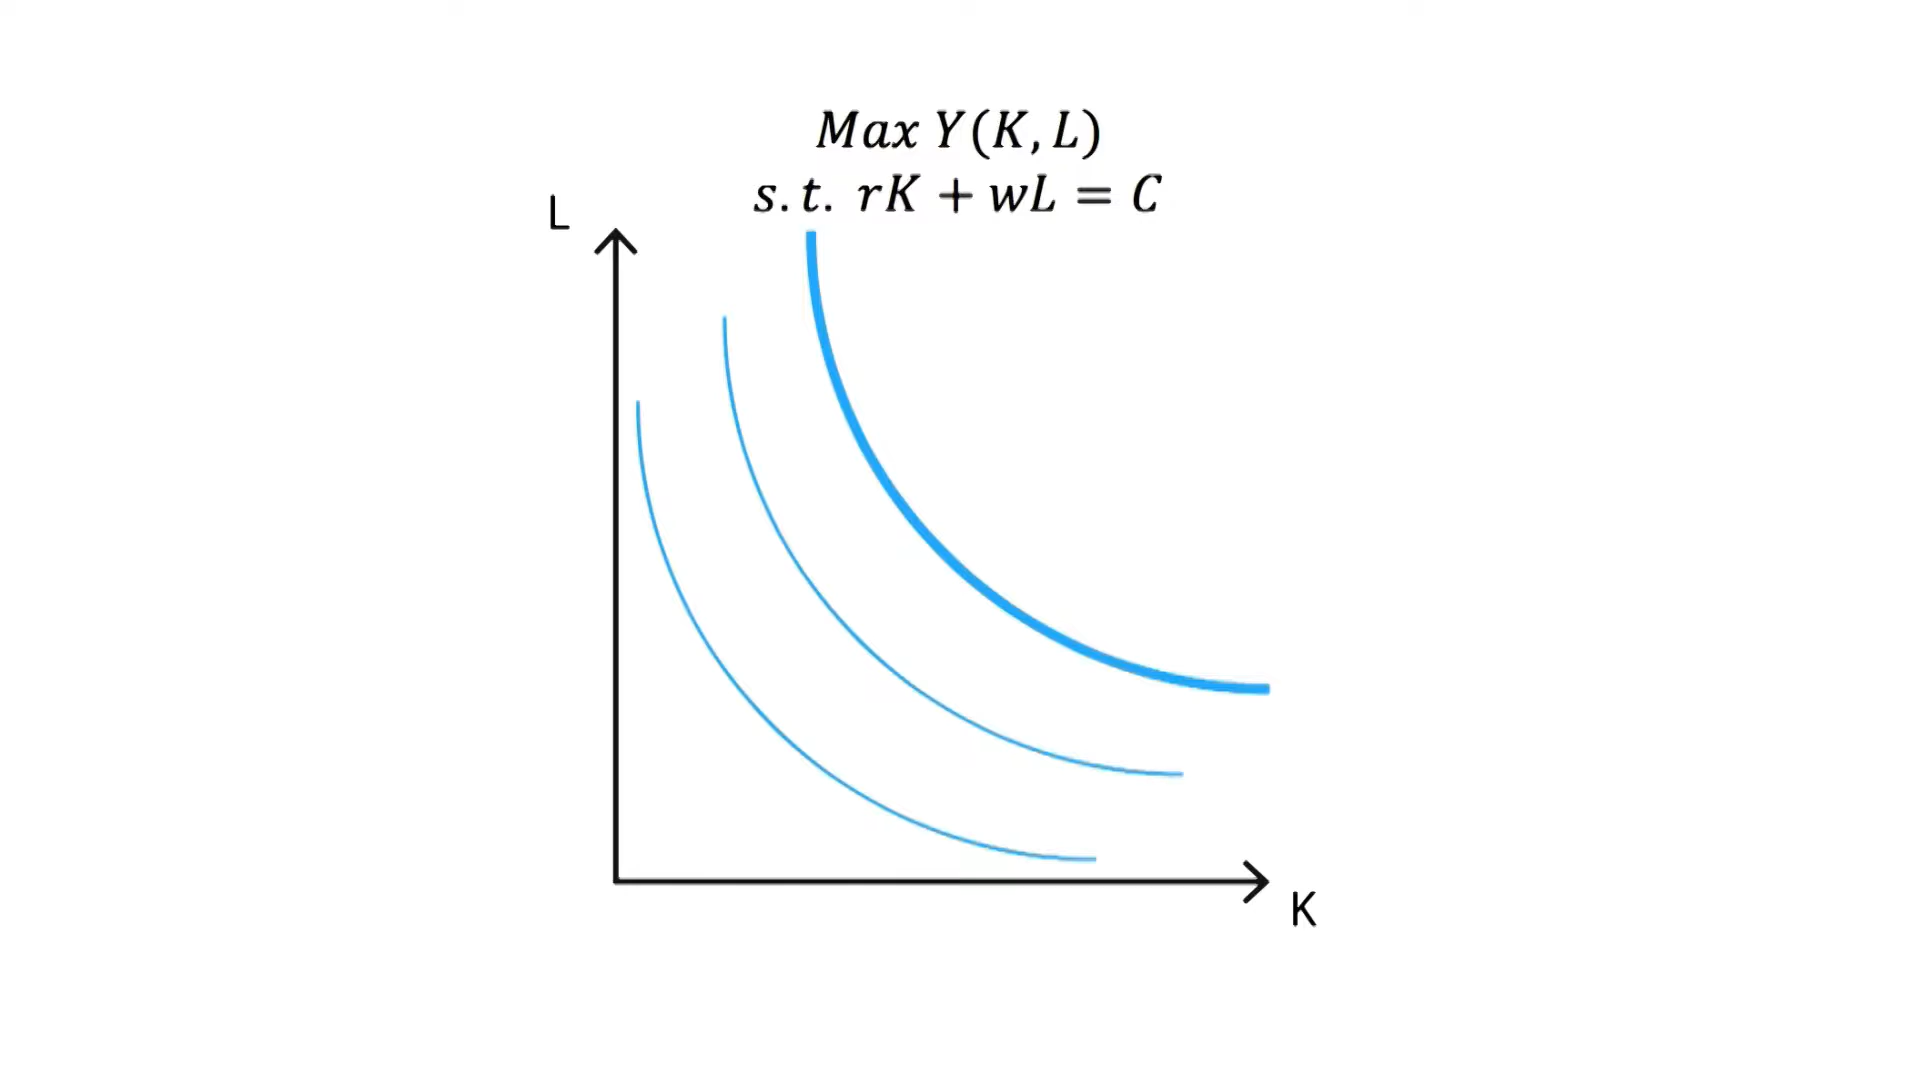 Max Y(K, L)
s.t. rK + wL = C
L
K